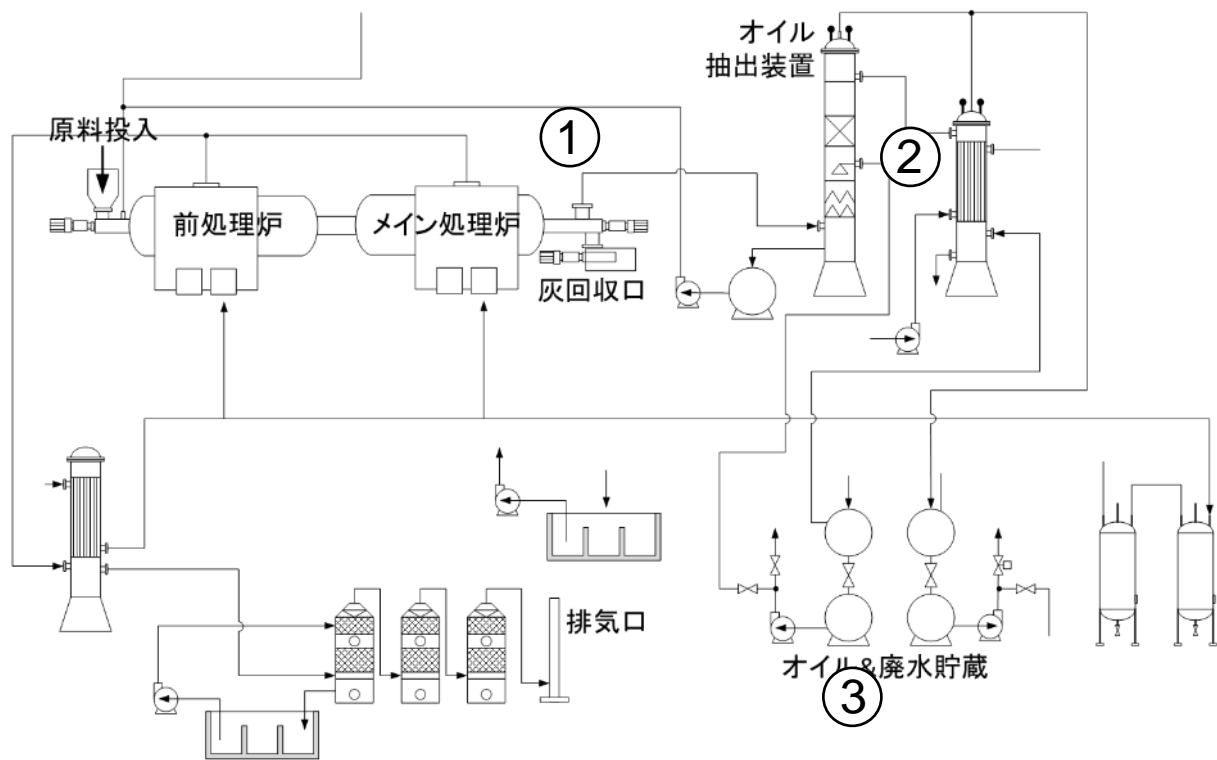 オイル
抽出装置
①
原料投入
②
前処理炉
メイン処理炉
灰回収口
排気口
オイル&廃水貯蔵
③